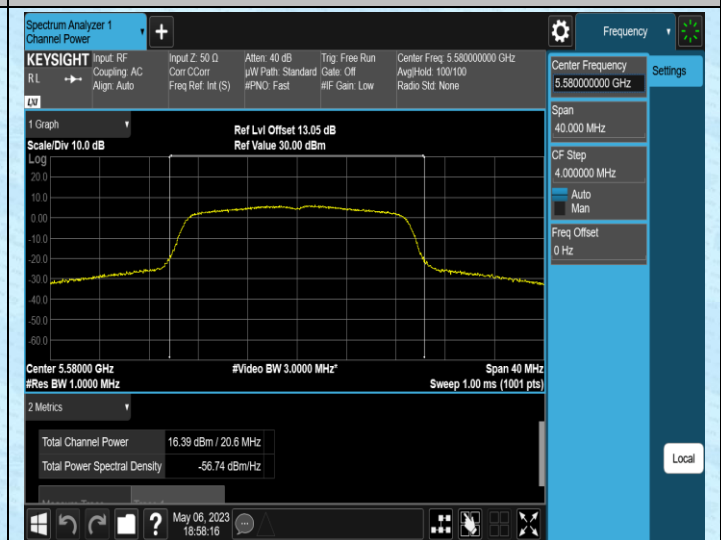 Spectrum Analyzer 1
Channel Power
+
Frequency
KEYSIGHT
R L
LXI
Input: RF
Coupling: AC
Align: Auto
Input Z: 50 Ω
Corr CCorr
Freq Ref: Int (S)
Atten: 40 dB
µW Path: Standard
#PNO: Fast
Trig: Free Run
Gate: Off
#IF Gain: Low
Center Freq: 5.580000000 GHz
Avg|Hold: 100/100
Radio Std: None
Center Frequency
5.580000000 GHz
Settings
Span
40.000 MHz
CF Step
4.000000 MHz
Auto
Man
Freq Offset
0 Hz
1 Graph
Scale/Div 10.0 dB
Ref Lvl Offset 13.05 dB
Ref Value 30.00 dBm
Log
20.0
10.0
0.00
-10.0
-20.0
-30.0
-40.0
-50.0
-60.0
Center 5.58000 GHz
#Res BW 1.0000 MHz
#Video BW 3.0000 MHz*
Span 40 MHz
Sweep 1.00 ms (1001 pts)
2 Metrics
Total Channel Power 16.39 dBm / 20.6 MHz
Total Power Spectral Density -56.74 dBm/Hz
Local
?
May 06, 2023
18:58:16